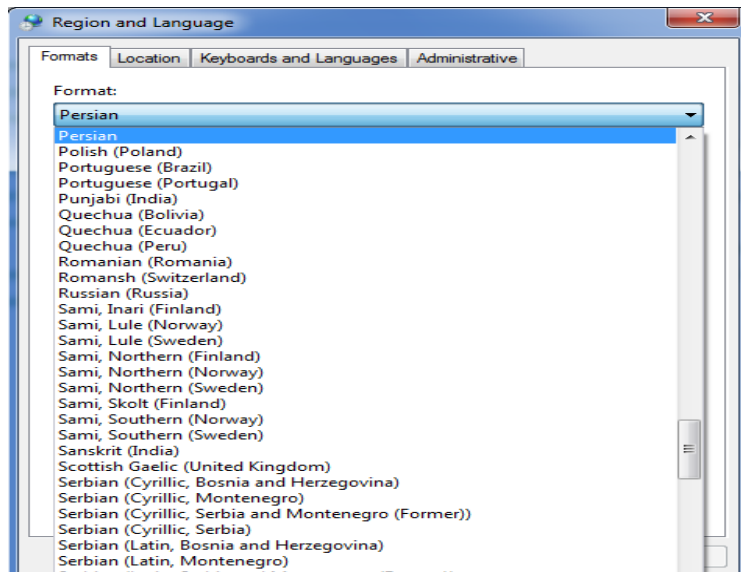 Region and Language
Formats Location Keyboards and Languages Administrative
Format:
Persian
Persian
Polish (Poland)
Portuguese (Brazil)
Portuguese (Portugal)
Punjabi (India)
Quechua (Bolivia)
Quechua (Ecuador)
Quechua (Peru)
Romanian (Romania)
Romansh (Switzerland)
Russian (Russia)
Sami, Inari (Finland)
Sami, Lule (Norway)
Sami, Lule (Sweden)
Sami, Northern (Finland)
Sami, Northern (Norway)
Sami, Northern (Sweden)
Sami, Skolt (Finland)
Sami, Southern (Norway)
Sami, Southern (Sweden)
Sanskrit (India)
Scottish Gaelic (United Kingdom)
Serbian (Cyrillic, Bosnia and Herzegovina)
Serbian (Cyrillic, Montenegro)
Serbian (Cyrillic, Serbia and Montenegro (Former))
Serbian (Cyrillic, Serbia)
Serbian (Latin, Bosnia and Herzegovina)
Serbian (Latin, Montenegro)